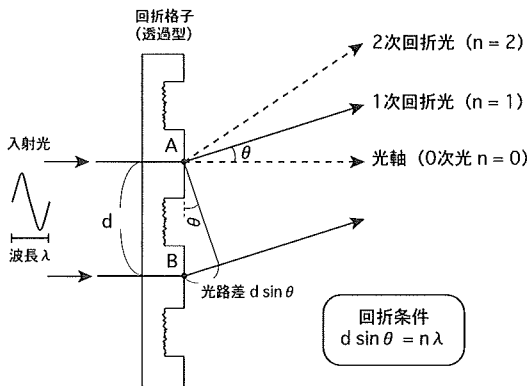 回折格子
(透過型)
2次回折光 (n = 2)
1次回折光 (n = 1)
光軸 (0次光 n = 0)
A
θ
入射光
波長λ
d
θ
B
光路差 d sin θ
回折条件
d sin θ = n λ